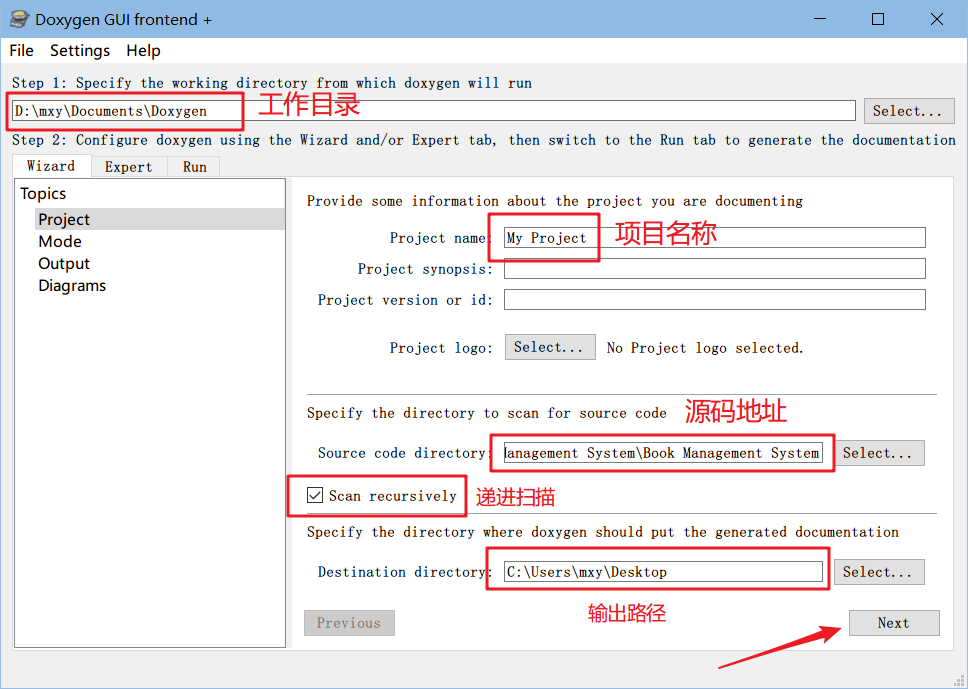 Doxygen GUI frontend +
File Settings Help
Step 1: Specify the working directory from which doxygen will run
D:\mxy\Documents\Doxygen 工作目录 Select...
Step 2: Configure doxygen using the Wizard and/or Expert tab, then switch to the Run tab to generate the documentation
Wizard Expert Run
Topics
Project
Mode
Output
Diagrams
Provide some information about the project you are documenting
Project name: My Project 项目名称
Project synopsis:
Project version or id:
Project logo: Select... No Project logo selected.
Specify the directory to scan for source code 源码地址
Source code directory: anagement System\Book Management System Select...
Scan recursively 递进扫描
Specify the directory where doxygen should put the generated documentation
Destination directory: C:\Users\mxy\Desktop Select...
输出路径
Previous Next